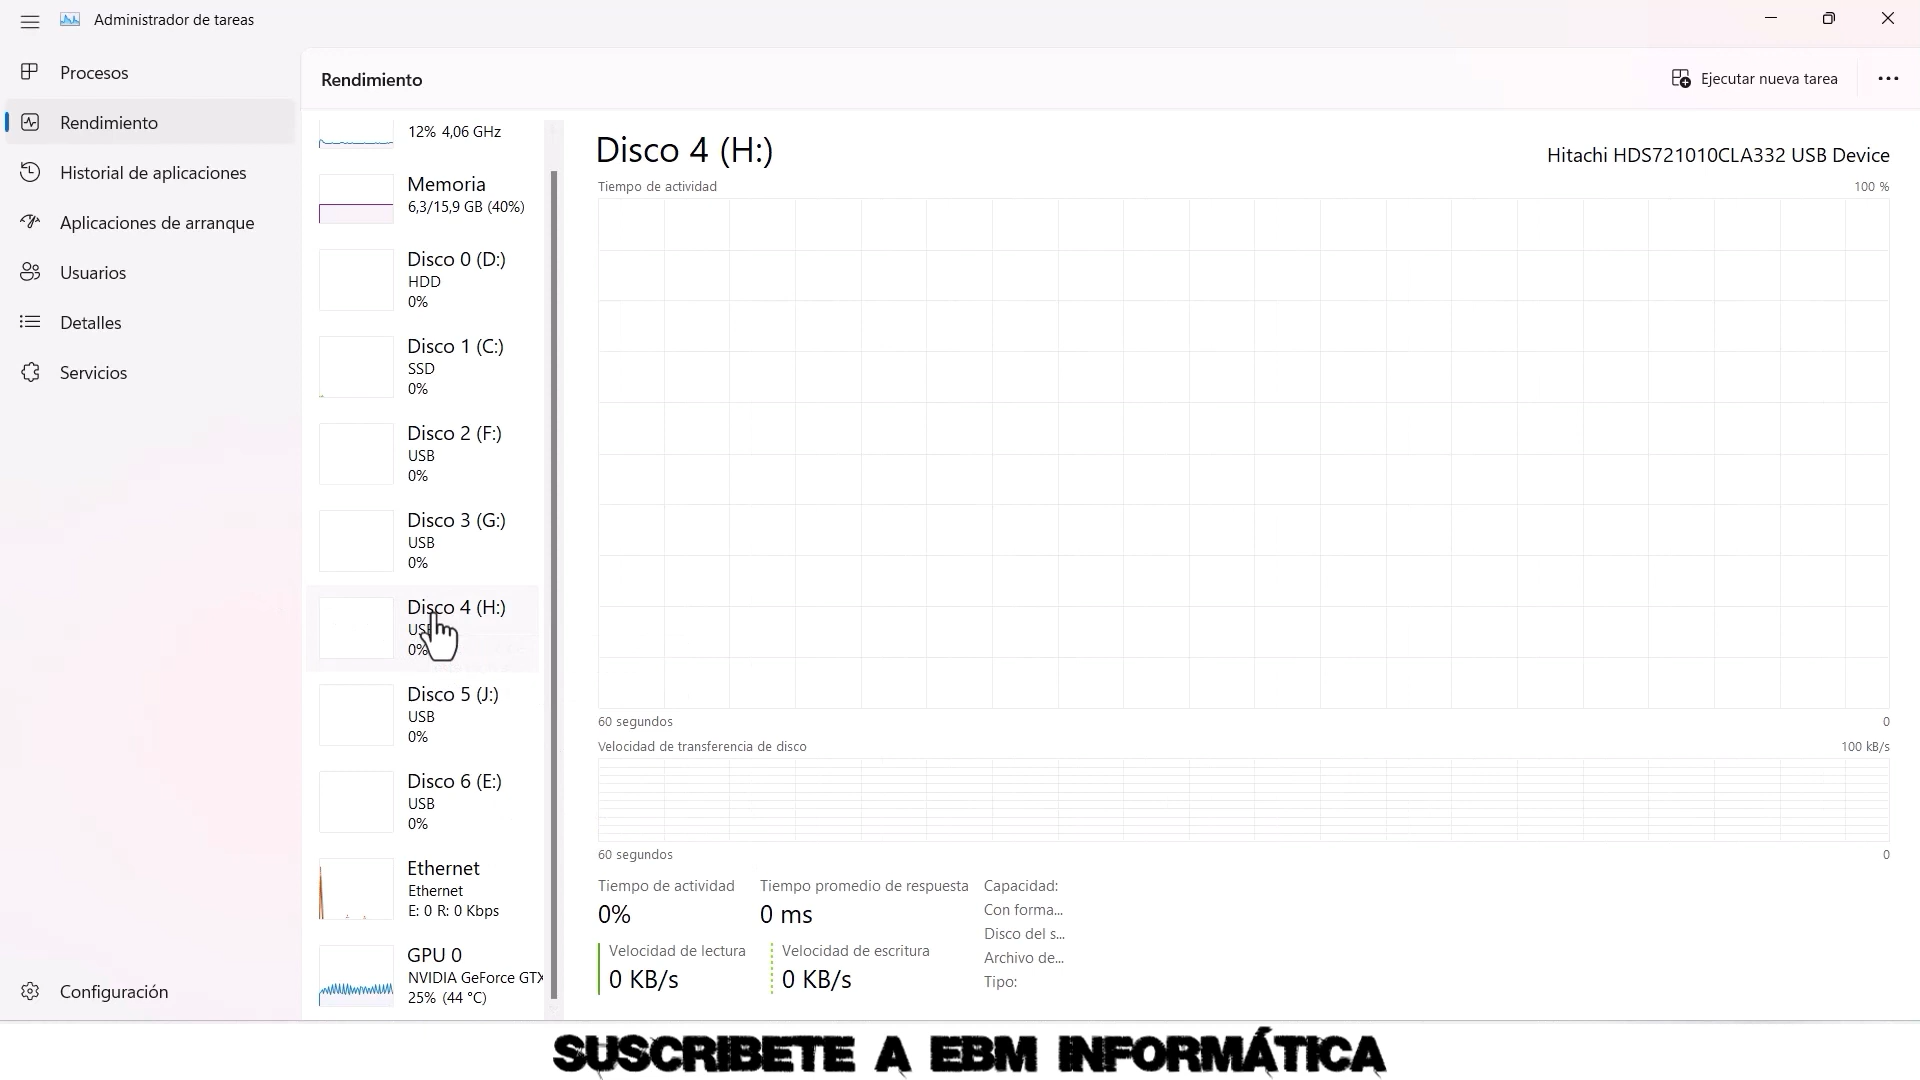 Administrador de tareas
Procesos
Rendimiento
Historial de aplicaciones
Aplicaciones de arranque
Usuarios
Detalles
Servicios
Configuración
Rendimiento
Ejecutar nueva tarea
12% 4,06 GHz
Memoria
6,3/15,9 GB (40%)
Disco 0 (D:)
HDD
0%
Disco 1 (C:)
SSD
0%
Disco 2 (F:)
USB
0%
Disco 3 (G:)
USB
0%
Disco 4 (H:)
USB
0%
Disco 5 (J:)
USB
0%
Disco 6 (E:)
USB
0%
Ethernet
Ethernet
E: 0 R: 0 Kbps
GPU 0
NVIDIA GeForce GTX
25% (44 °C)
Disco 4 (H:)
Hitachi HDS721010CLA332 USB Device
Tiempo de actividad
100 %
60 segundos
0
Velocidad de transferencia de disco
100 kB/s
60 segundos
0
Tiempo de actividad
0%
Tiempo promedio de respuesta
0 ms
Velocidad de lectura
0 KB/s
Velocidad de escritura
0 KB/s
Capacidad:
Con forma...
Disco del s...
Archivo de...
Tipo:
SUSCRIBETE A EBM INFORMÁTICA